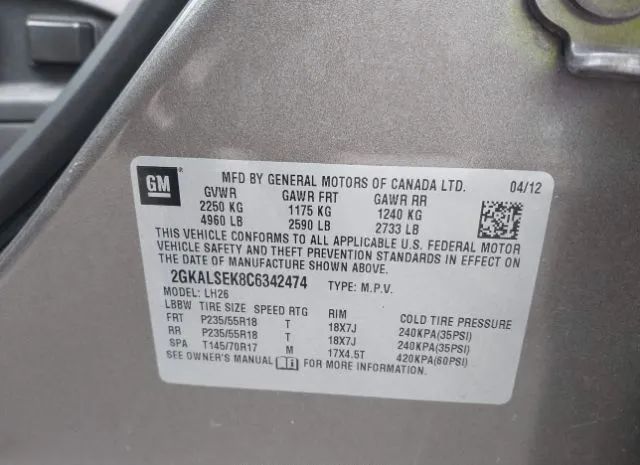 GM
MFD BY GENERAL MOTORS OF CANADA LTD. 04/12
GVWR GAWR FRT GAWR RR
2250 KG 1175 KG 1240 KG
4960 LB 2590 LB 2733 LB
THIS VEHICLE CONFORMS TO ALL APPLICABLE U.S. FEDERAL MOTOR
VEHICLE SAFETY AND THEFT PREVENTION STANDARDS IN EFFECT ON
THE DATE OF MANUFACTURE SHOWN ABOVE.
2GKALSEK8C6342474 TYPE: M.P.V.
MODEL: LH26
LBBW TIRE SIZE SPEED RTG RIM COLD TIRE PRESSURE
FRT P235/55R18 T 18X7J 240KPA(35PSI)
RR P235/55R18 T 18X7J 240KPA(35PSI)
SPA T145/70R17 M 17X4.5T 420KPA(60PSI)
SEE OWNER'S MANUAL FOR MORE INFORMATION.